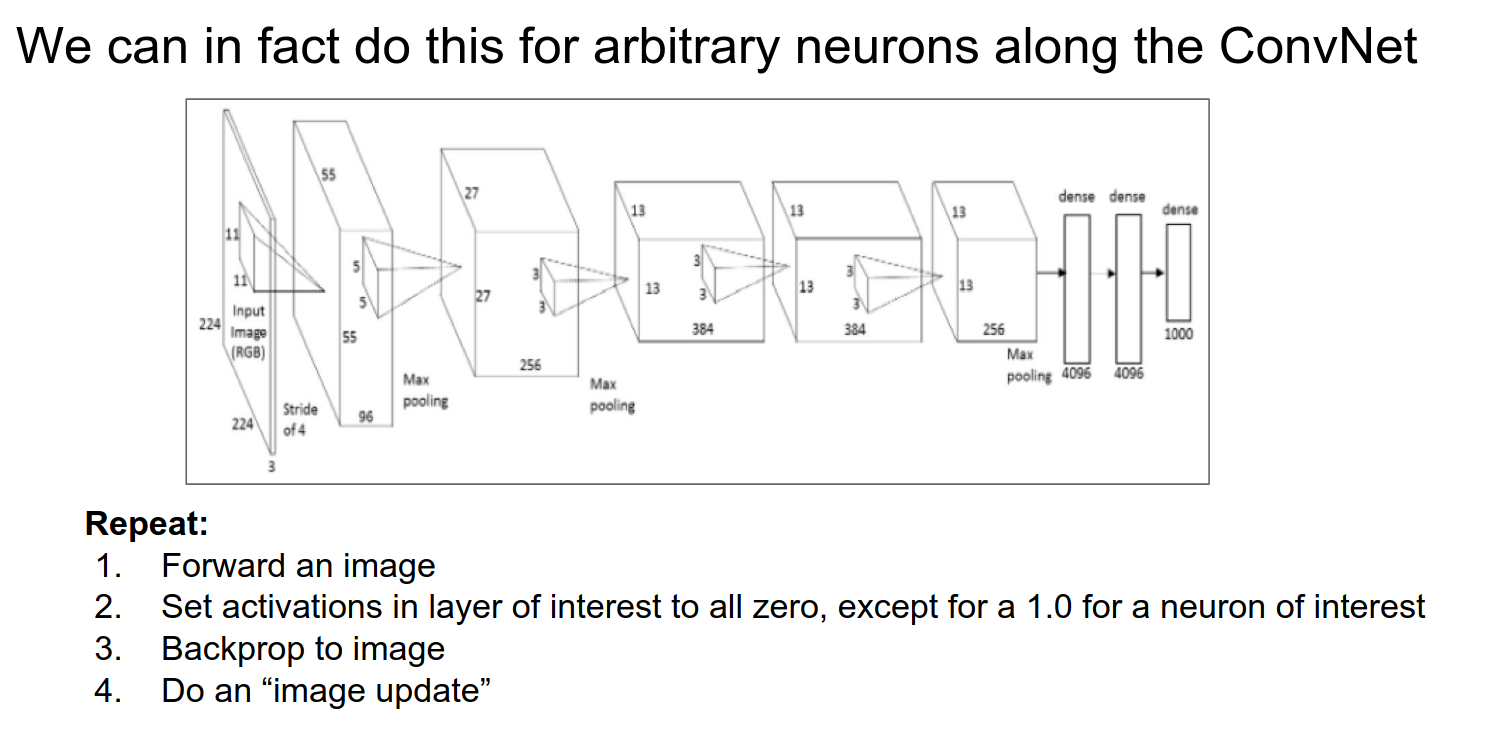 We can in fact do this for arbitrary neurons along the ConvNet
55
27
13
13
13
dense
dense
dense
11
11
5
5
3
3
3
3
3
3
Input
Image
(RGB)
224
55
27
13
13
13
384
384
256
1000
256
Max
pooling
4096
4096
Max
pooling
Max
pooling
Stride
of 4
96
224
3
Repeat:
1. Forward an image
2. Set activations in layer of interest to all zero, except for a 1.0 for a neuron of interest
3. Backprop to image
4. Do an “image update”